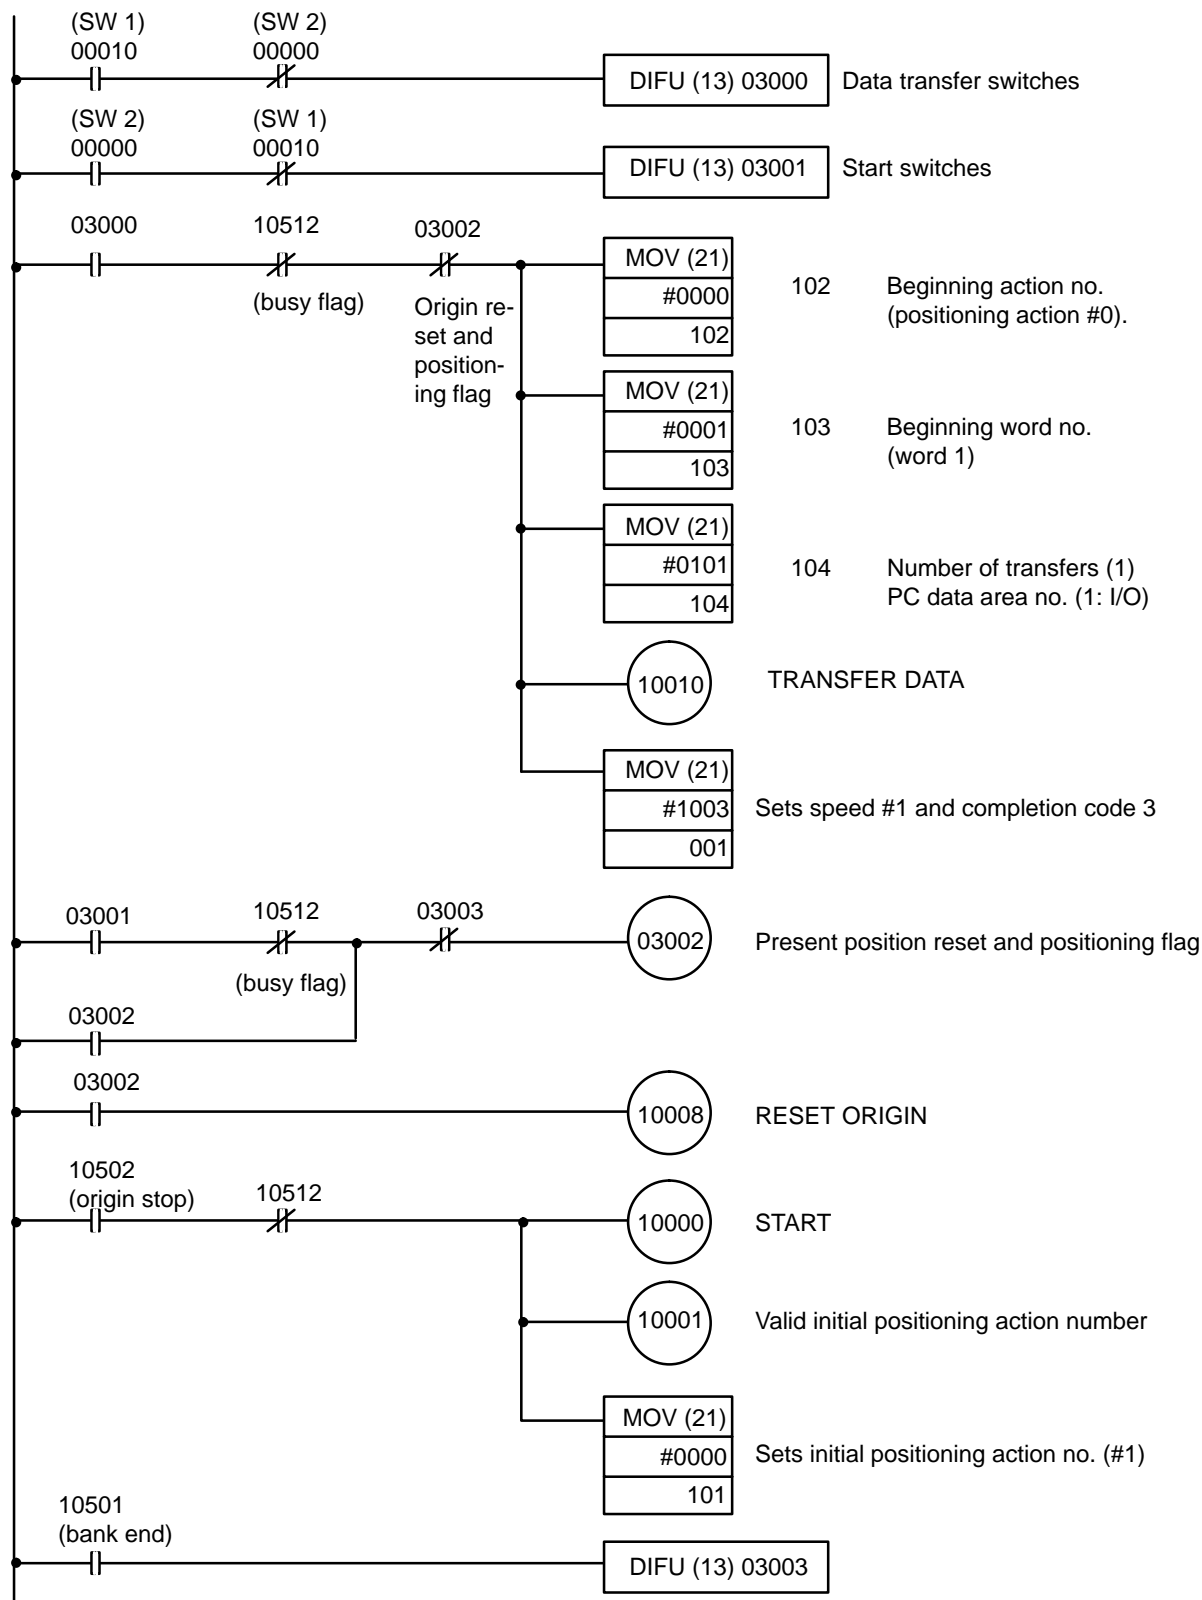 (SW 1) (SW 2)
00010 00000
DIFU (13) 03000 Data transfer switches
(SW 2) (SW 1)
00000 00010
DIFU (13) 03001 Start switches
03000 10512 03002
(busy flag)
Origin re-
set and
position-
ing flag
MOV (21)
#0000
102
102 Beginning action no.
(positioning action #0).
MOV (21)
#0001
103
103 Beginning word no.
(word 1)
MOV (21)
#0101
104
104 Number of transfers (1)
PC data area no. (1: I/O)
10010 TRANSFER DATA
MOV (21)
#1003
001
Sets speed #1 and completion code 3
03001 10512 03003
(busy flag)
03002 Present position reset and positioning flag
03002
03002
10008 RESET ORIGIN
10502
(origin stop)
10512
10000 START
10001 Valid initial positioning action number
MOV (21)
#0000
101
Sets initial positioning action no. (#1)
10501
(bank end)
DIFU (13) 03003